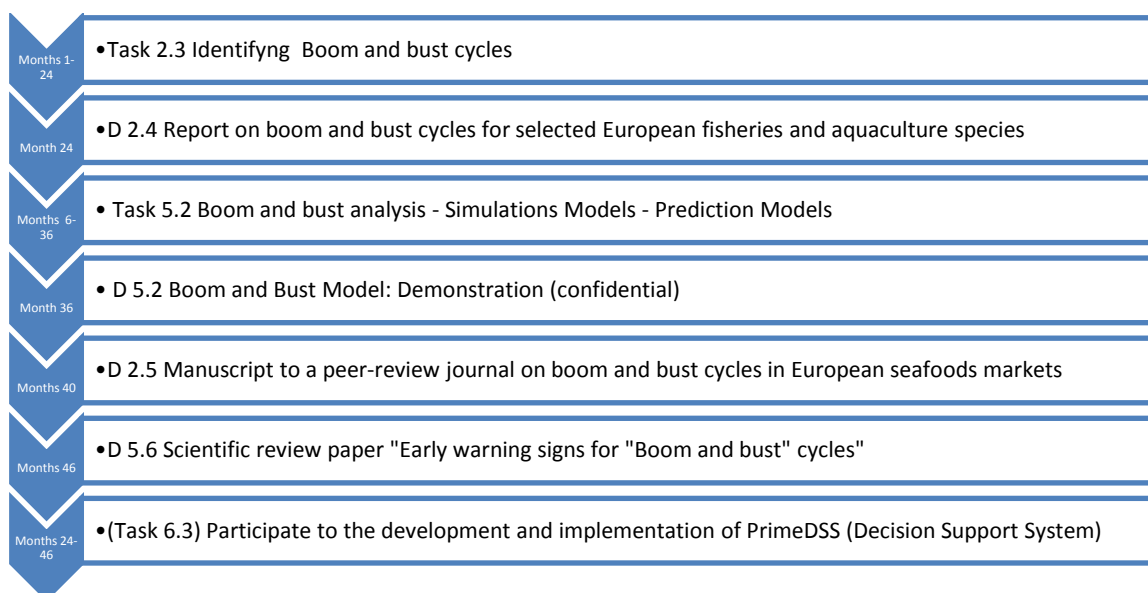 Months 1-
24
•Task 2.3 Identifyng  Boom and bust cycles
Month 24
•D 2.4 Report on boom and bust cycles for selected European fisheries and aquaculture species
Months  6-
36
• Task 5.2 Boom and bust analysis - Simulations Models - Prediction Models
Month 36
• D 5.2 Boom and Bust Model: Demonstration (confidential)
Months 40
•D 2.5 Manuscript to a peer-review journal on boom and bust cycles in European seafoods markets
Months 46
•D 5.6 Scientific review paper "Early warning signs for "Boom and bust" cycles"
Months 24-
46
•(Task 6.3) Participate to the development and implementation of PrimeDSS (Decision Support System)